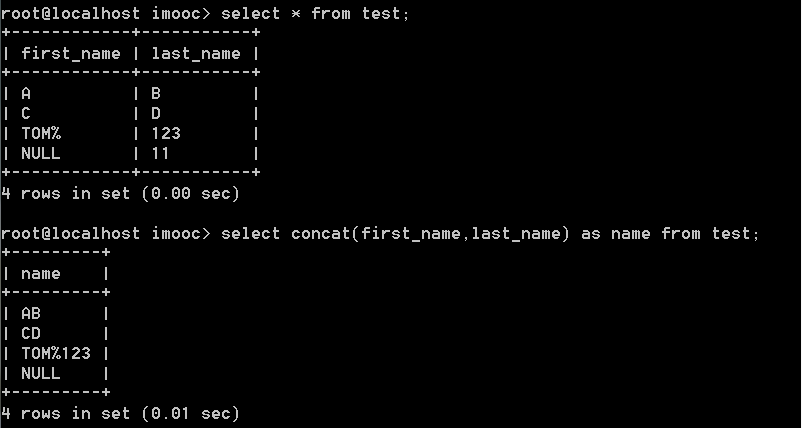 root@localhost imooc> select * from test;
+------------+-----------+
| first_name | last_name |
+------------+-----------+
| A          | B         |
| C          | D         |
| TOM%       | 123       |
| NULL       | 11        |
+------------+-----------+
4 rows in set (0.00 sec)
root@localhost imooc> select concat(first_name,last_name) as name from test;
+---------+
| name    |
+---------+
| AB      |
| CD      |
| TOM%123 |
| NULL    |
+---------+
4 rows in set (0.01 sec)